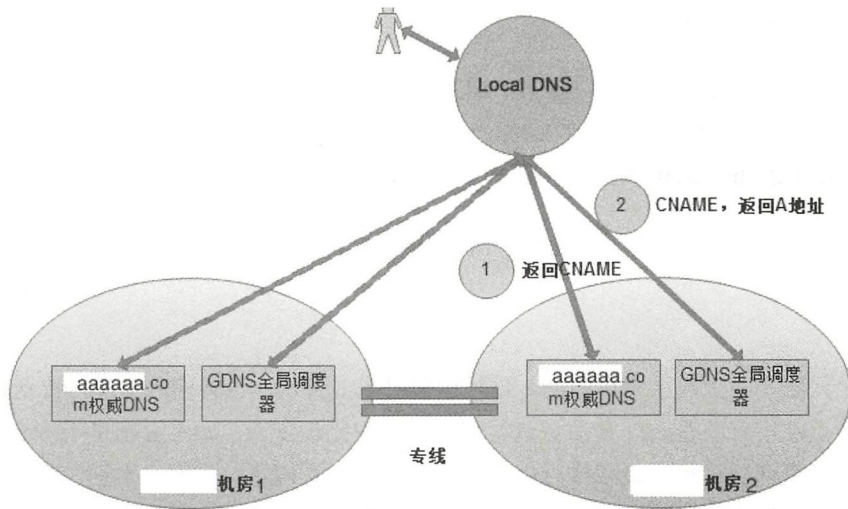 Local DNS
2
CNAME，返回A地址
1
返回CNAME
aaaaaa.co
m权威DNS
GDNS全局调度
器
aaaaaa.co
m权威DNS
GDNS全局调度
器
专线
机房1
机房2